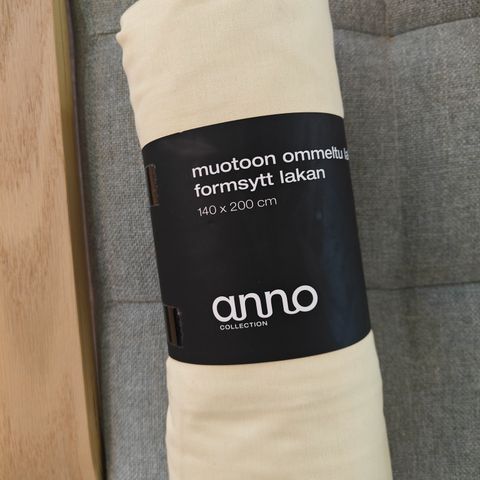 muotoon ommeltu
formsytt lakan
140 x 200 cm
anno
COLLECTION